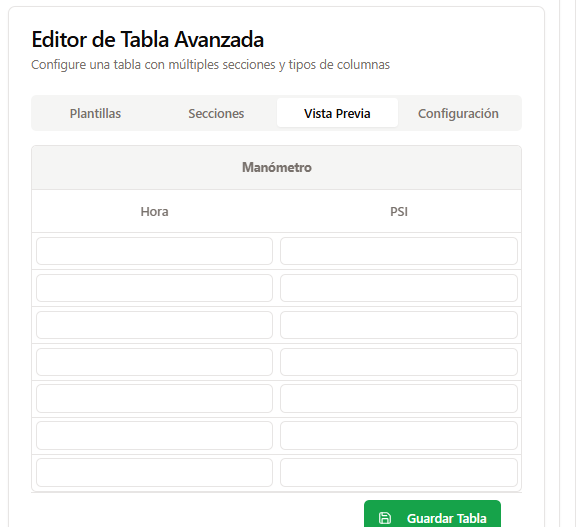 Editor de Tabla Avanzada
Configure una tabla con múltiples secciones y tipos de columnas
Plantillas Secciones Vista Previa Configuración
Manómetro
Hora PSI
Guardar Tabla